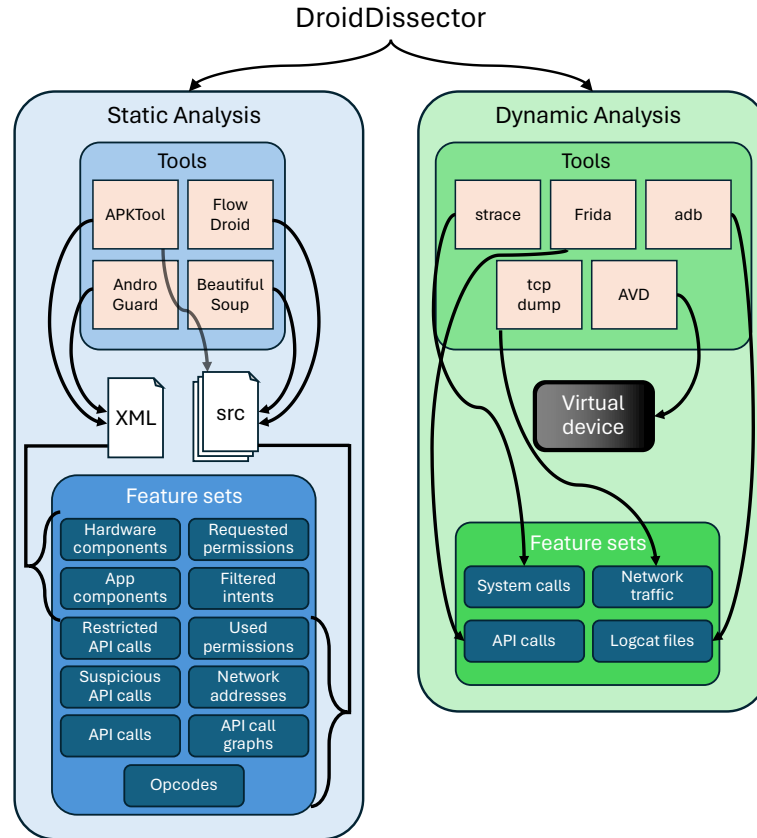 DroidDissector
Static Analysis
Tools
APKTool
Flow
Droid
Andro
Guard
Beautiful
Soup
XML
src
Feature sets
Hardware
components
Requested
permissions
App
components
Filtered
intents
Restricted
API calls
Used
permissions
Suspicious
API calls
Network
addresses
API calls
API call
graphs
Opcodes
Dynamic Analysis
Tools
strace
Frida
adb
tcp
dump
AVD
Virtual
device
Feature sets
System calls
Network
traffic
API calls
Logcat files